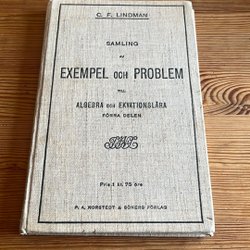 C. F. LINDMAN
SAMLING
AF
EXEMPEL OCH PROBLEM
TILL
ALGEBRA OCH EKVATIONSLÄRA
FÖRRA DELEN
Pris 1 kr. 75 öre
P. A. NORSTEDT & SÖNERS FÖRLAG